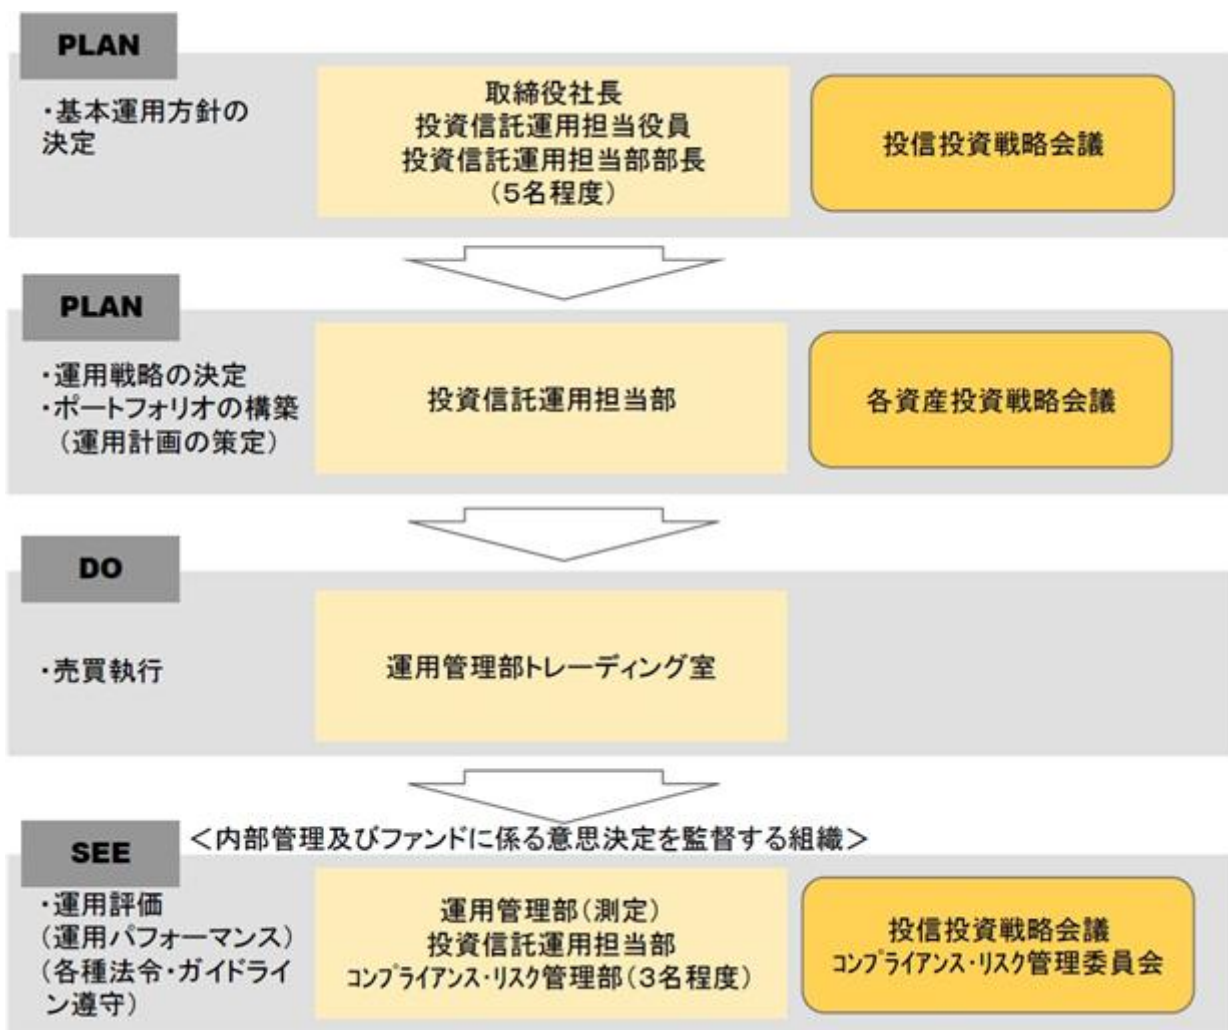 PLAN
・基本運用方針の
決定
取締役社長
投資信託運用担当役員
投資信託運用担当部部長
(5名程度)
投信投資戦略会議
PLAN
・運用戦略の決定
・ポートフォリオの構築
(運用計画の策定)
投資信託運用担当部
各資産投資戦略会議
DO
・売買執行
運用管理部トレーディング室
SEE
＜内部管理及びファンドに係る意思決定を監督する組織＞
・運用評価
(運用パフォーマンス)
(各種法令・ガイドライ
ン遵守)
運用管理部(測定)
投資信託運用担当部
ｺﾝﾌﾟﾗｲｱﾝｽ・ﾘｽｸ管理部(3名程度)
投信投資戦略会議
ｺﾝﾌﾟﾗｲｱﾝｽ・ﾘｽｸ管理委員会